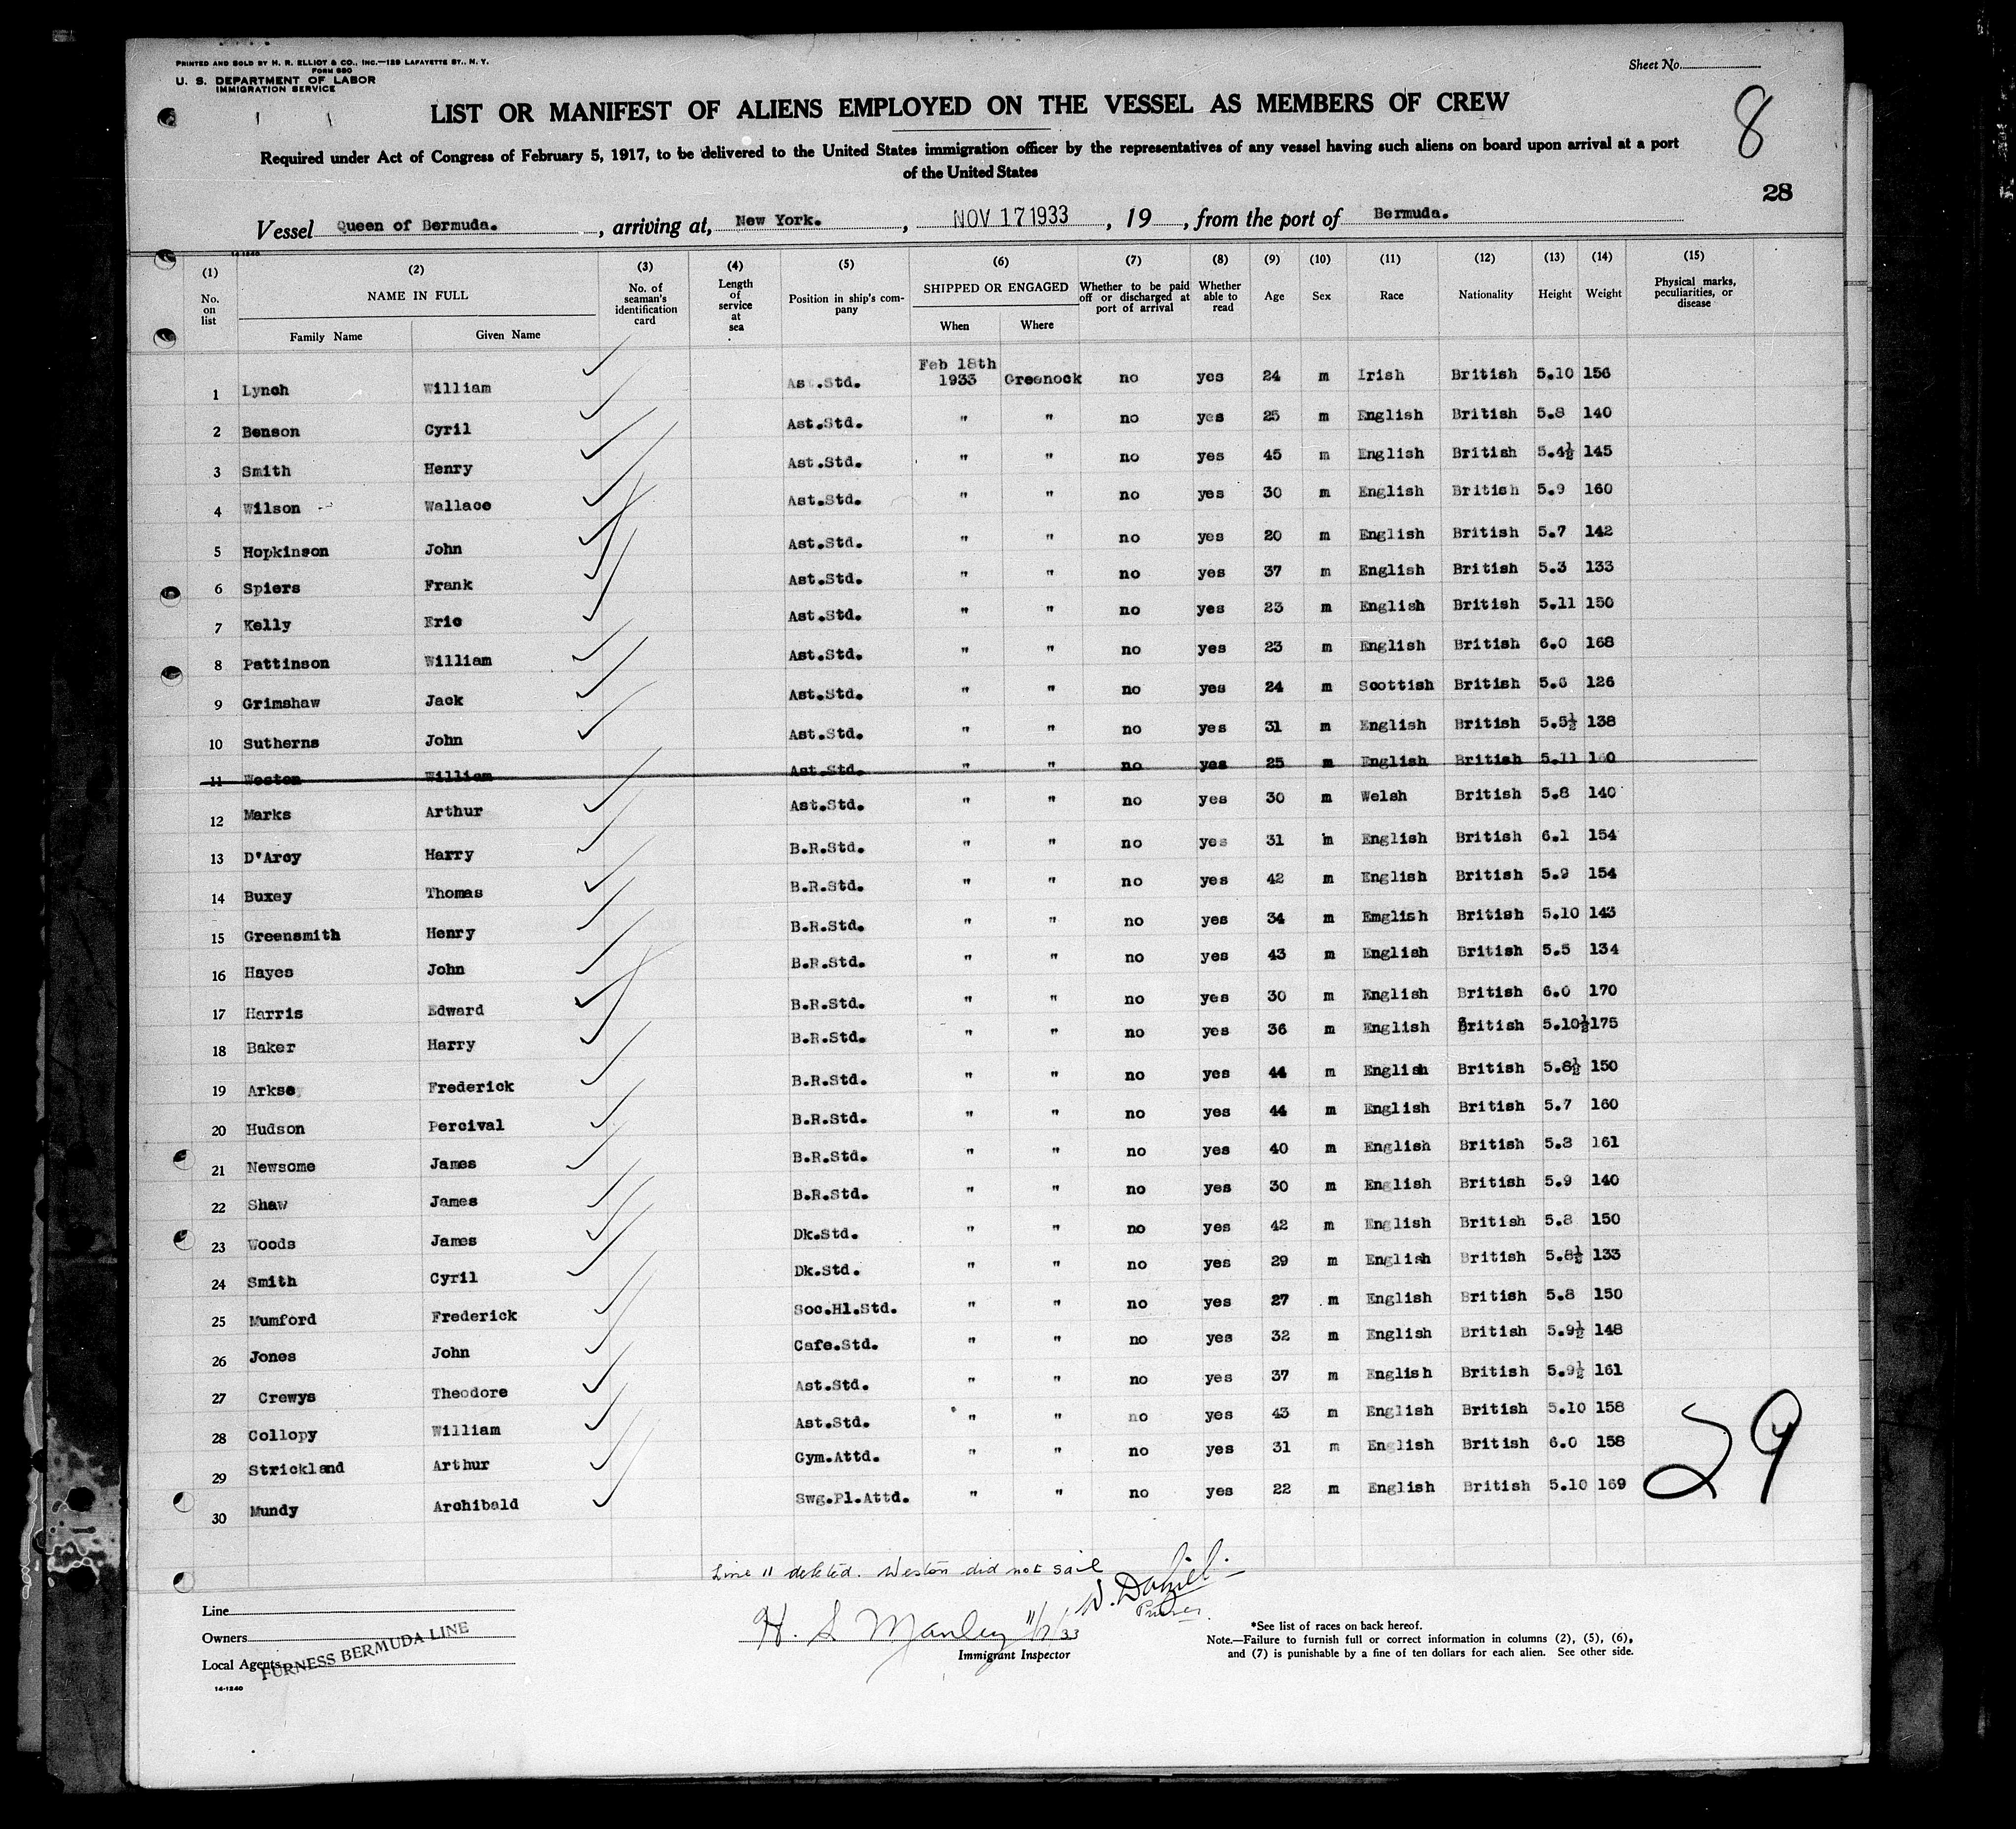 PRINTED AND SOLD BY H. R. ELLIOT & CO., INC.—129 LAFAYETTE ST., N. Y.
FORM 680
U. S. DEPARTMENT OF LABOR
IMMIGRATION SERVICE
Sheet No.
LIST OR MANIFEST OF ALIENS EMPLOYED ON THE VESSEL AS MEMBERS OF CREW
8
Required under Act of Congress of February 5, 1917, to be delivered to the United States immigration officer by the representatives of any vessel having such aliens on board upon arrival at a port
of the United States
28
Vessel Queen of Bermuda. , arriving at, New York. , NOV 17 1933 , 19 , from the port of Bermuda.
14-1240
(1) (2) (3) (4) (5) (6) (7) (8) (9) (10) (11) (12) (13) (14) (15)
No. on list NAME IN FULL Family Name Given Name No. of seaman's identification card Length of service at sea Position in ship's company SHIPPED OR ENGAGED When Where Whether to be paid off or discharged at port of arrival Whether able to read Age Sex Race Nationality Height Weight Physical marks, peculiarities, or disease
1 Lynch William Ast.Std. Feb 18th 1933 Greenock no yes 24 m Irish British 5.10 156
2 Benson Cyril Ast.Std. " " no yes 25 m English British 5.8 140
3 Smith Henry Ast.Std. " " no yes 45 m English British 5.4½ 145
4 Wilson Wallace Ast.Std. " " no yes 30 m English British 5.9 160
5 Hopkinson John Ast.Std. " " no yes 20 m English British 5.7 142
6 Spiers Frank Ast.Std. " " no yes 37 m English British 5.3 133
7 Kelly Eric Ast.Std. " " no yes 23 m English British 5.11 150
8 Pattinson William Ast.Std. " " no yes 23 m English British 6.0 168
9 Grimshaw Jack Ast.Std. " " no yes 24 m Scottish British 5.6 126
10 Sutherns John Ast.Std. " " no yes 31 m English British 5.5½ 138
11 Weston William Ast.Std. " " no yes 25 m English British 5.11 160
12 Marks Arthur Ast.Std. " " no yes 30 m Welsh British 5.8 140
13 D'Arcy Harry B.R.Std. " " no yes 31 m English British 6.1 154
14 Buxey Thomas B.R.Std. " " no yes 42 m English British 5.9 154
15 Greensmith Henry B.R.Std. " " no yes 34 m Emglish British 5.10 143
16 Hayes John B.R.Std. " " no yes 43 m English British 5.5 134
17 Harris Edward B.R.Std. " " no yes 30 m English British 6.0 170
18 Baker Harry B.R.Std. " " no yes 36 m English British 5.10½ 175
19 Arksey Frederick B.R.Std. " " no yes 44 m English British 5.8½ 150
20 Hudson Percival B.R.Std. " " no yes 44 m English British 5.7 160
21 Newsome James B.R.Std. " " no yes 40 m English British 5.8 161
22 Shaw James B.R.Std. " " no yes 30 m English British 5.9 140
23 Woods James Dk.Std. " " no yes 42 m English British 5.8 150
24 Smith Cyril Dk.Std. " " no yes 29 m English British 5.8½ 133
25 Mumford Frederick Soc.Hl.Std. " " no yes 27 m English British 5.8 150
26 Jones John Cafe.Std. " " no yes 32 m English British 5.9½ 148
27 Crewys Theodore Ast.Std. " " no yes 37 m English British 5.9½ 161
28 Collopy William Ast.Std. " " no yes 43 m English British 5.10 158
29 Strickland Arthur Gym.Attd. " " no yes 31 m English British 6.0 158
30 Mundy Archibald Swg.Pl.Attd. " " no yes 22 m English British 5.10 169
29
Line 11 deleted. Weston did not sail
Purser.
Line
Owners
Local Agents FURNESS BERMUDA LINE
H. S Manley 11/17/33
Immigrant Inspector
*See list of races on back hereof.
Note.—Failure to furnish full or correct information in columns (2), (5), (6),
and (7) is punishable by a fine of ten dollars for each alien. See other side.
14-1240